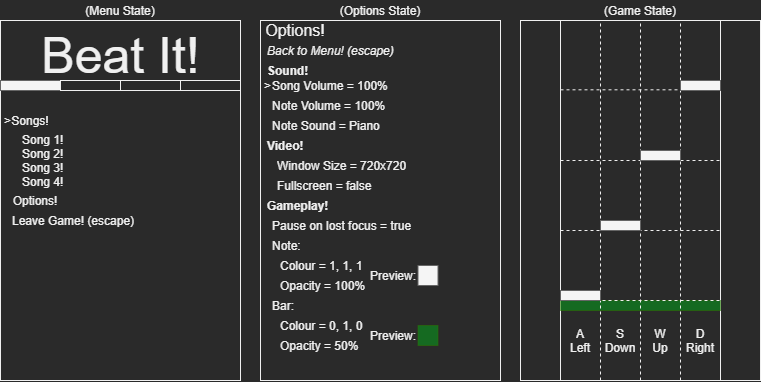 (Menu State)
Beat It!
>Songs!
Song 1!
Song 2!
Song 3!
Song 4!
Options!
Leave Game! (escape)
(Options State)
Options!
Back to Menu! (escape)
Sound!
>Song Volume = 100%
Note Volume = 100%
Note Sound = Piano
Video!
Window Size = 720x720
Fullscreen = false
Gameplay!
Pause on lost focus = true
Note:
Colour = 1, 1, 1
Preview:
Opacity = 100%
Bar:
Colour = 0, 1, 0
Preview:
Opacity = 50%
(Game State)
A S W D
Left Down Up Right